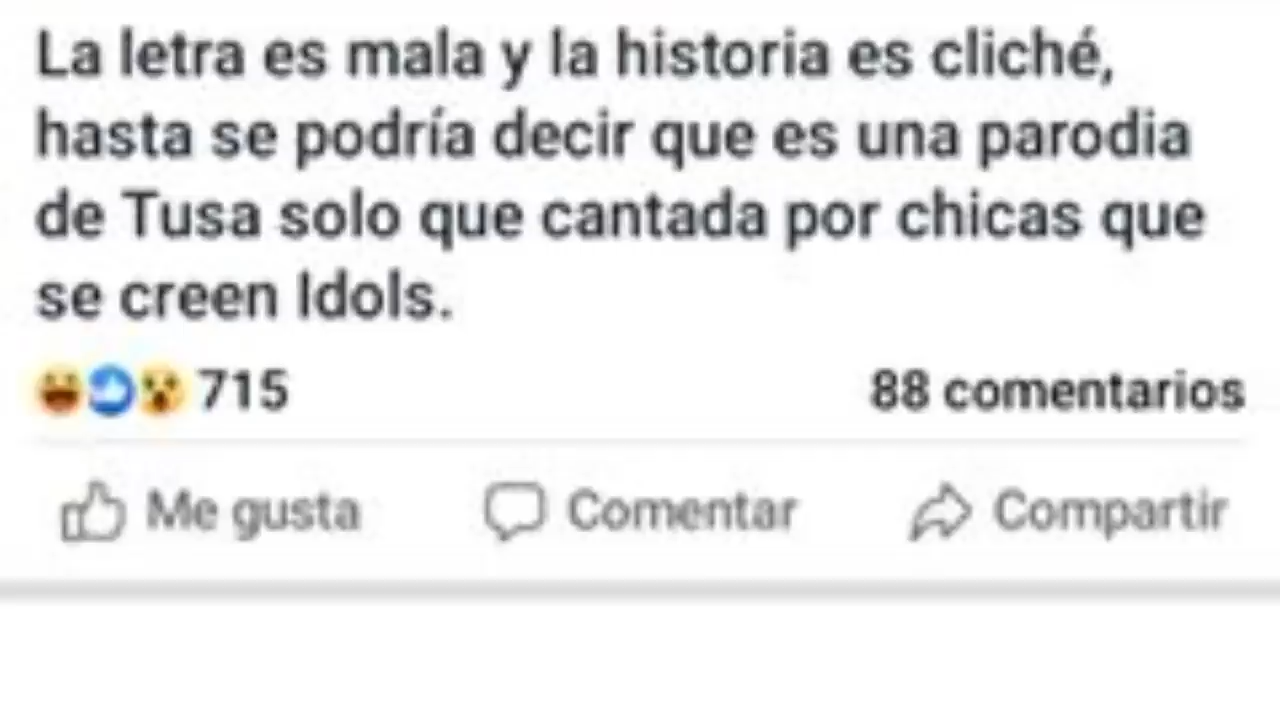 La letra es mala y la historia es cliché,
hasta se podría decir que es una parodia
de Tusa solo que cantada por chicas que
se creen Idols.
715 88 comentarios
Me gusta Comentar Compartir